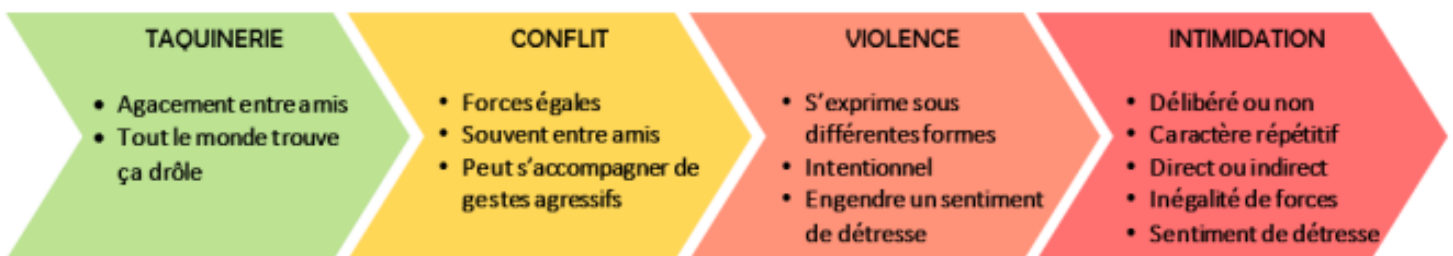 TAQUINERIE
• Agacement entre amis
• Tout le monde trouve
ça drôle
CONFLIT
• Forces égales
• Souvent entre amis
• Peut s'accompagner de
gestes agressifs
VIOLENCE
• S'exprime sous
différentes formes
• Intentionnel
• Engendre un sentiment
de détresse
INTIMIDATION
• Délibéré ou non
• Caractère répétitif
• Direct ou indirect
• Inégalité de forces
• Sentiment de détresse